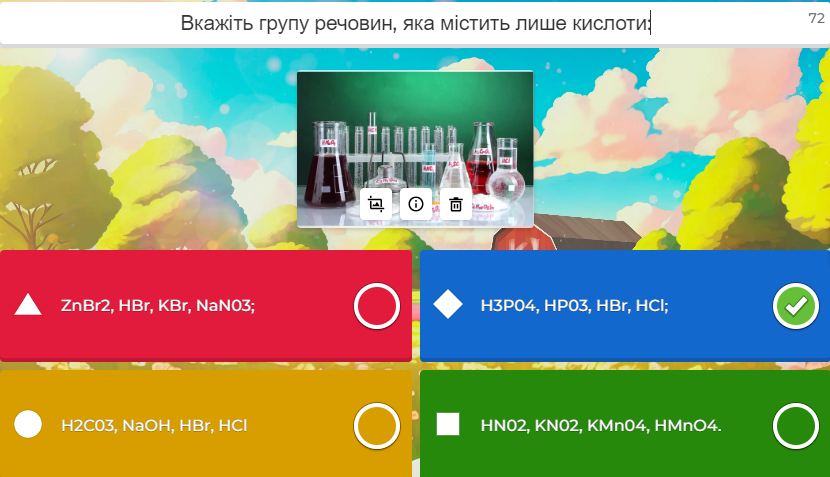 Вкажіть групу речовин, яка містить лише кислоти:
72
ZnBr2, HBr, KBr, NaN03;
H3P04, HP03, HBr, HCl;
H2C03, NaOH, HBr, HCl
HN02, KN02, KMn04, HMnO4.